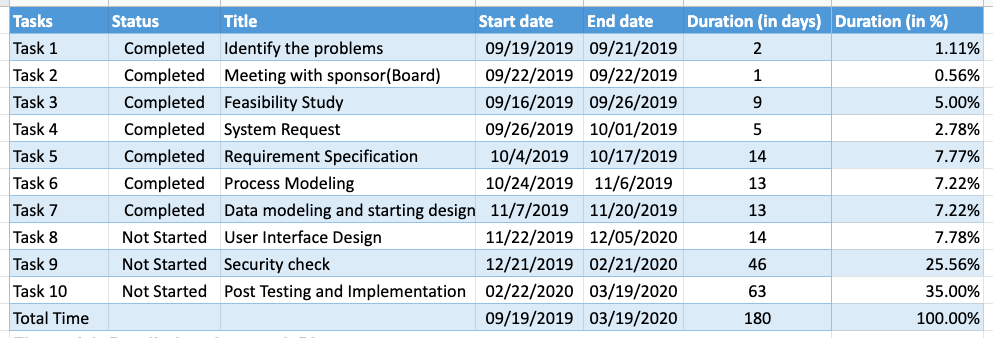 Tasks Status Title Start date End date Duration (in days) Duration (in %)
Task 1 Completed Identify the problems 09/19/2019 09/21/2019 2 1.11%
Task 2 Completed Meeting with sponsor(Board) 09/22/2019 09/22/2019 1 0.56%
Task 3 Completed Feasibility Study 09/16/2019 09/26/2019 9 5.00%
Task 4 Completed System Request 09/26/2019 10/01/2019 5 2.78%
Task 5 Completed Requirement Specification 10/4/2019 10/17/2019 14 7.77%
Task 6 Completed Process Modeling 10/24/2019 11/6/2019 13 7.22%
Task 7 Completed Data modeling and starting design 11/7/2019 11/20/2019 13 7.22%
Task 8 Not Started User Interface Design 11/22/2019 12/05/2020 14 7.78%
Task 9 Not Started Security check 12/21/2019 02/21/2020 46 25.56%
Task 10 Not Started Post Testing and Implementation 02/22/2020 03/19/2020 63 35.00%
Total Time 09/19/2019 03/19/2020 180 100.00%